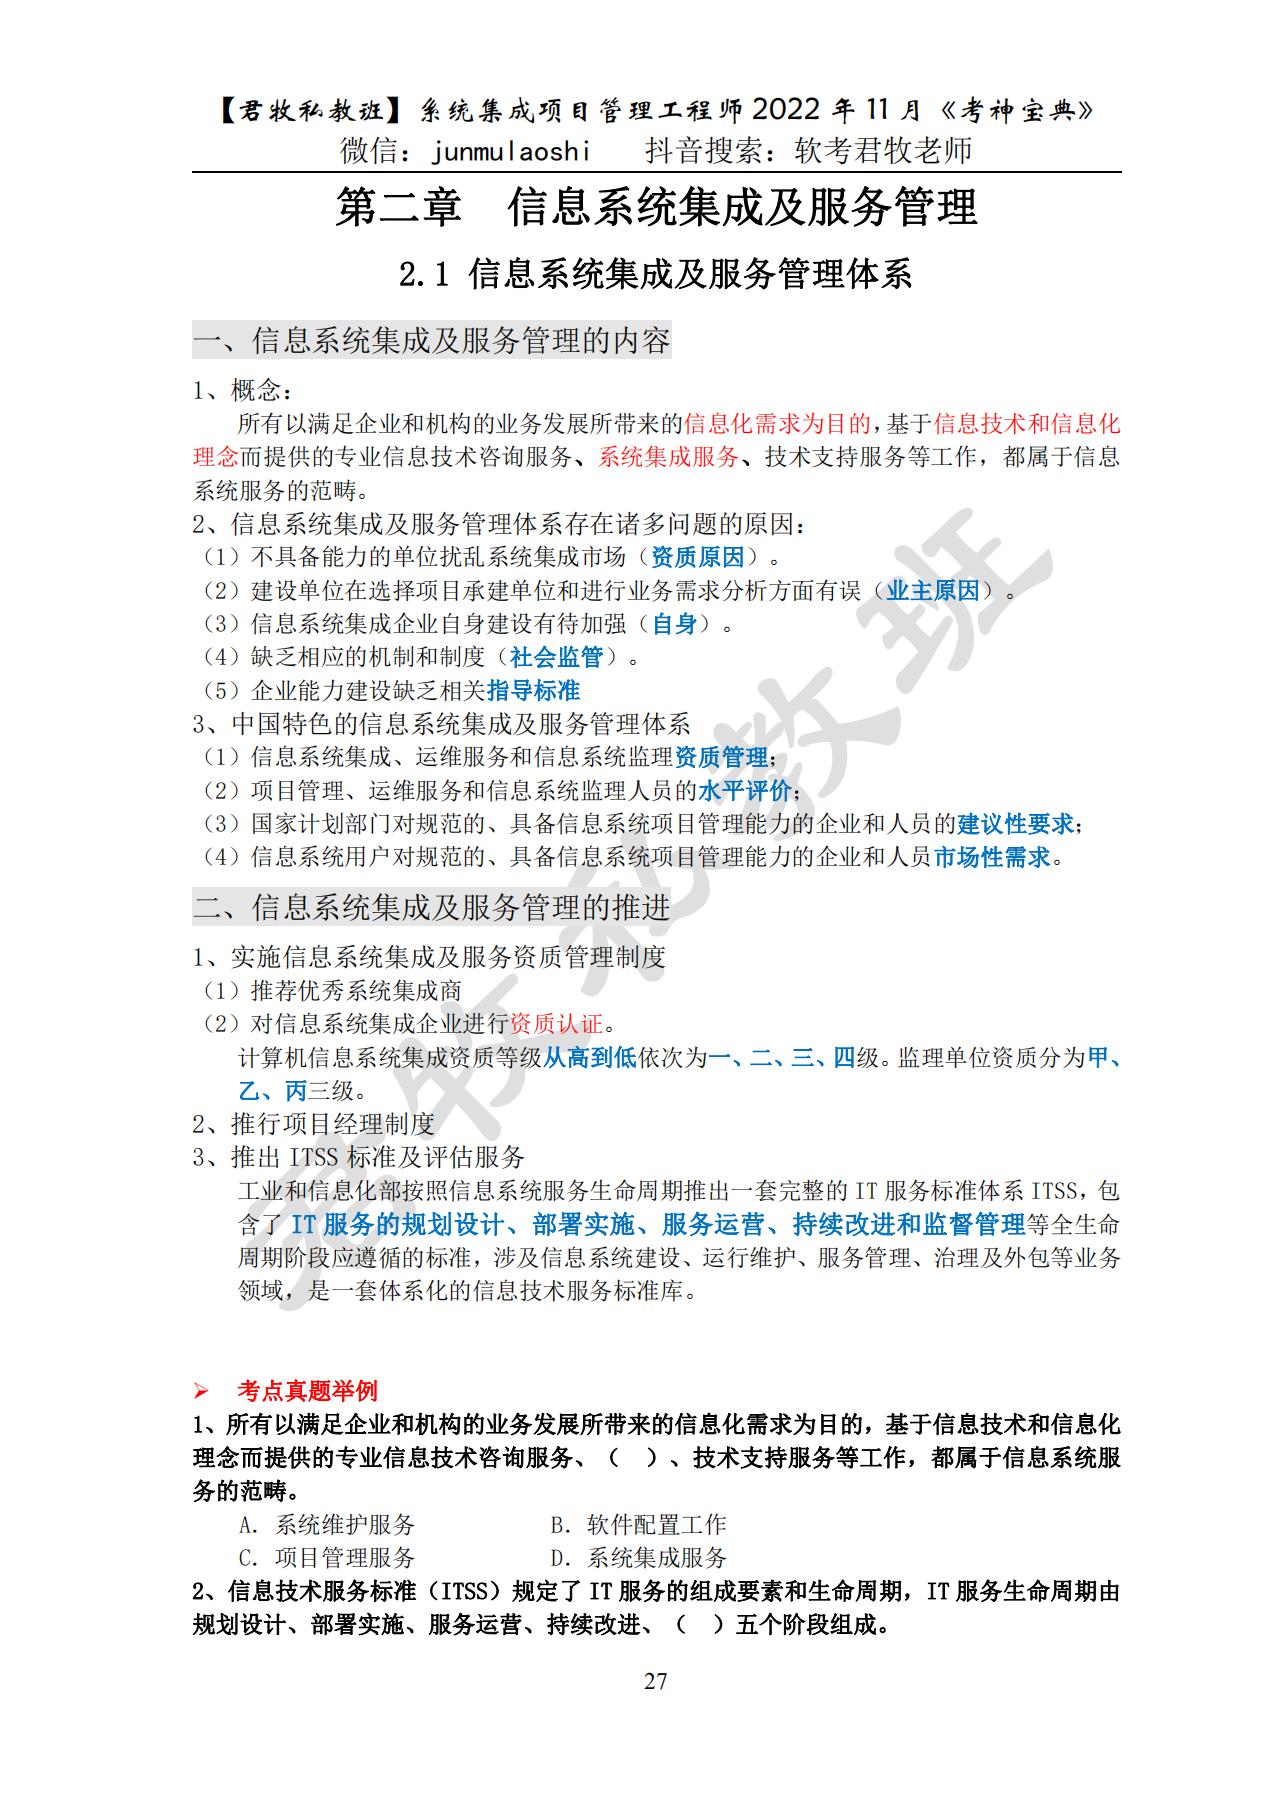 【君牧私教班】系统集成项目管理工程师2022年11月《考神宝典》
微信：junmulaoshi 抖音搜索：软考君牧老师
第二章 信息系统集成及服务管理
2.1 信息系统集成及服务管理体系
一、信息系统集成及服务管理的内容
1、概念：
所有以满足企业和机构的业务发展所带来的信息化需求为目的，基于信息技术和信息化
理念而提供的专业信息技术咨询服务、系统集成服务、技术支持服务等工作，都属于信息
系统服务的范畴。
2、信息系统集成及服务管理体系存在诸多问题的原因：
（1）不具备能力的单位扰乱系统集成市场（资质原因）。
（2）建设单位在选择项目承建单位和进行业务需求分析方面有误（业主原因）。
（3）信息系统集成企业自身建设有待加强（自身）。
（4）缺乏相应的机制和制度（社会监管）。
（5）企业能力建设缺乏相关指导标准
3、中国特色的信息系统集成及服务管理体系
（1）信息系统集成、运维服务和信息系统监理资质管理；
（2）项目管理、运维服务和信息系统监理人员的水平评价；
（3）国家计划部门对规范的、具备信息系统项目管理能力的企业和人员的建议性要求；
（4）信息系统用户对规范的、具备信息系统项目管理能力的企业和人员市场性需求。
二、信息系统集成及服务管理的推进
1、实施信息系统集成及服务资质管理制度
（1）推荐优秀系统集成商
（2）对信息系统集成企业进行资质认证。
计算机信息系统集成资质等级从高到低依次为一、二、三、四级。监理单位资质分为甲、
乙、丙三级。
2、推行项目经理制度
3、推出 ITSS 标准及评估服务
工业和信息化部按照信息系统服务生命周期推出一套完整的 IT 服务标准体系 ITSS，包
含了 IT 服务的规划设计、部署实施、服务运营、持续改进和监督管理等全生命
周期阶段应遵循的标准，涉及信息系统建设、运行维护、服务管理、治理及外包等业务
领域，是一套体系化的信息技术服务标准库。
➢ 考点真题举例
1、所有以满足企业和机构的业务发展所带来的信息化需求为目的，基于信息技术和信息化
理念而提供的专业信息技术咨询服务、（ ）、技术支持服务等工作，都属于信息系统服
务的范畴。
A．系统维护服务 B．软件配置工作
C．项目管理服务 D．系统集成服务
2、信息技术服务标准（ITSS）规定了 IT 服务的组成要素和生命周期，IT 服务生命周期由
规划设计、部署实施、服务运营、持续改进、（ ）五个阶段组成。
27
君牧私教班